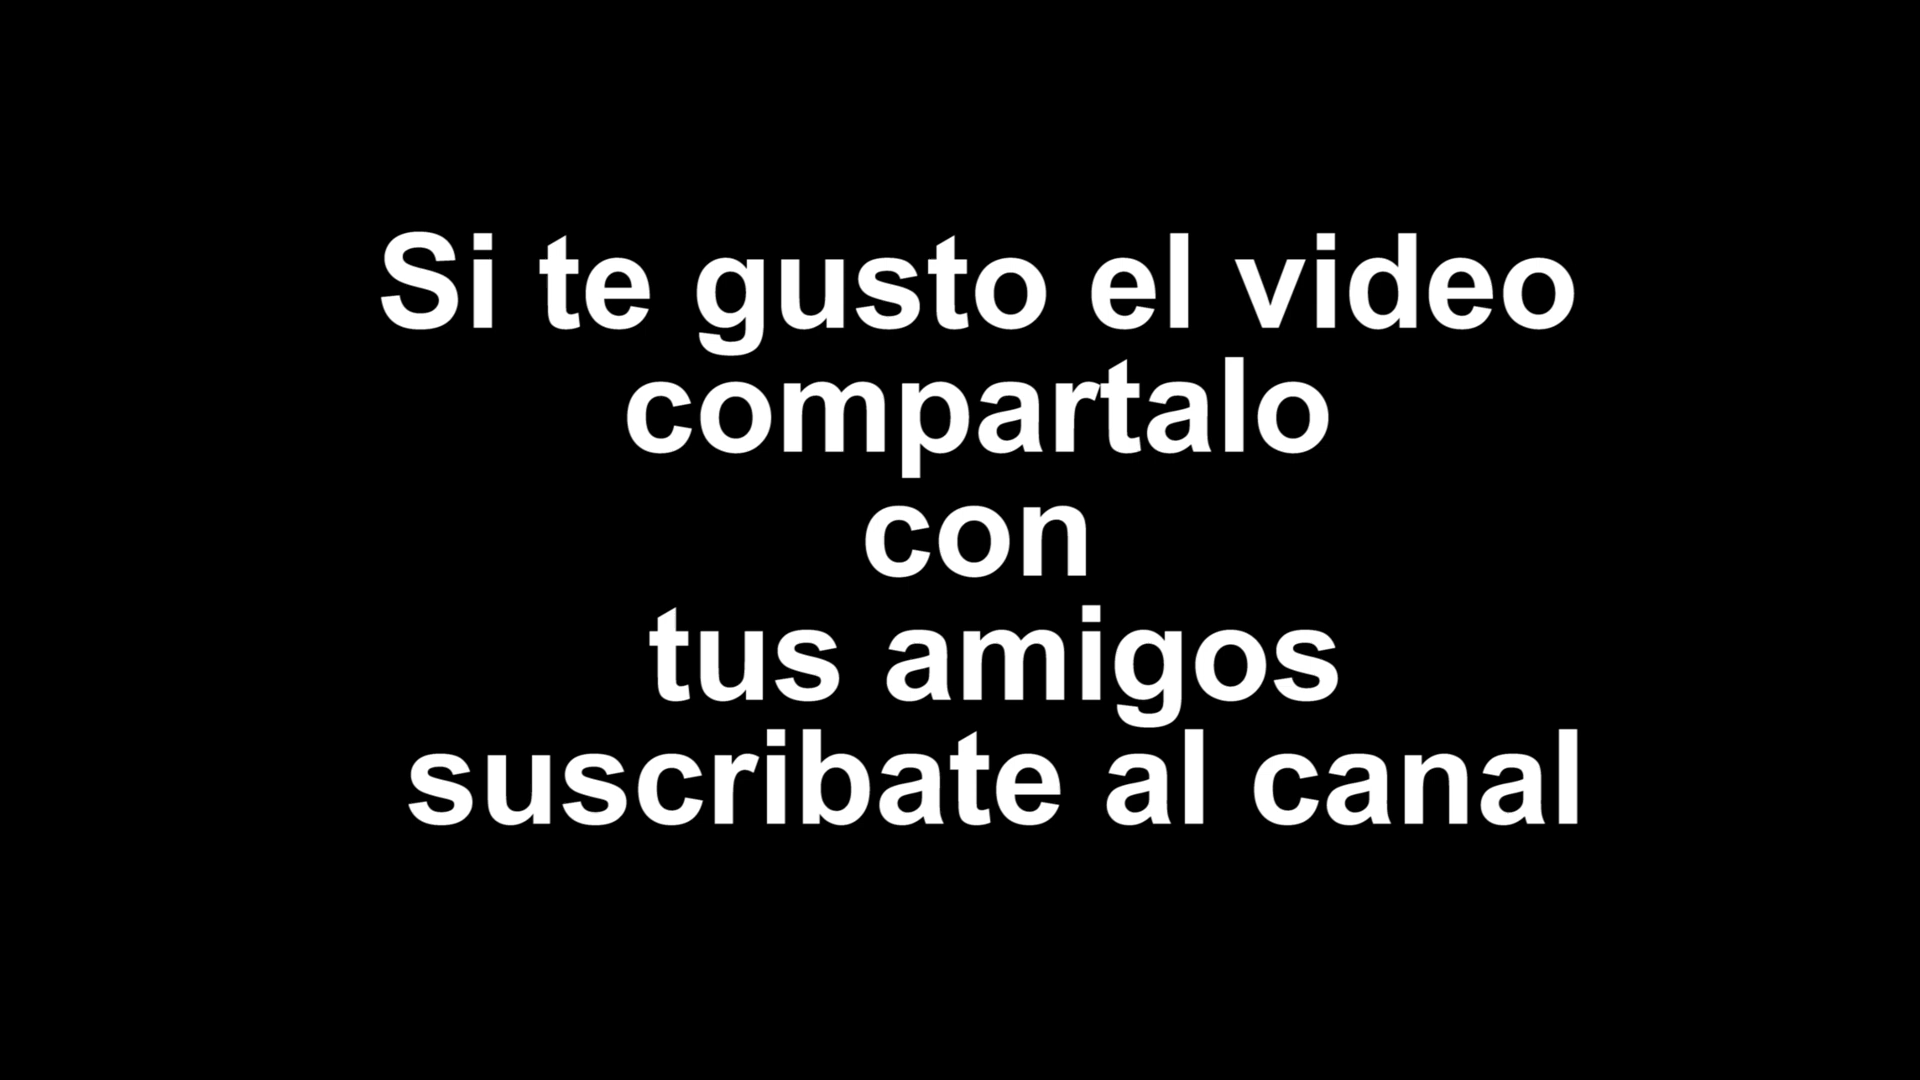 Si te gusto el video
compartalo
con
tus amigos
suscribate al canal